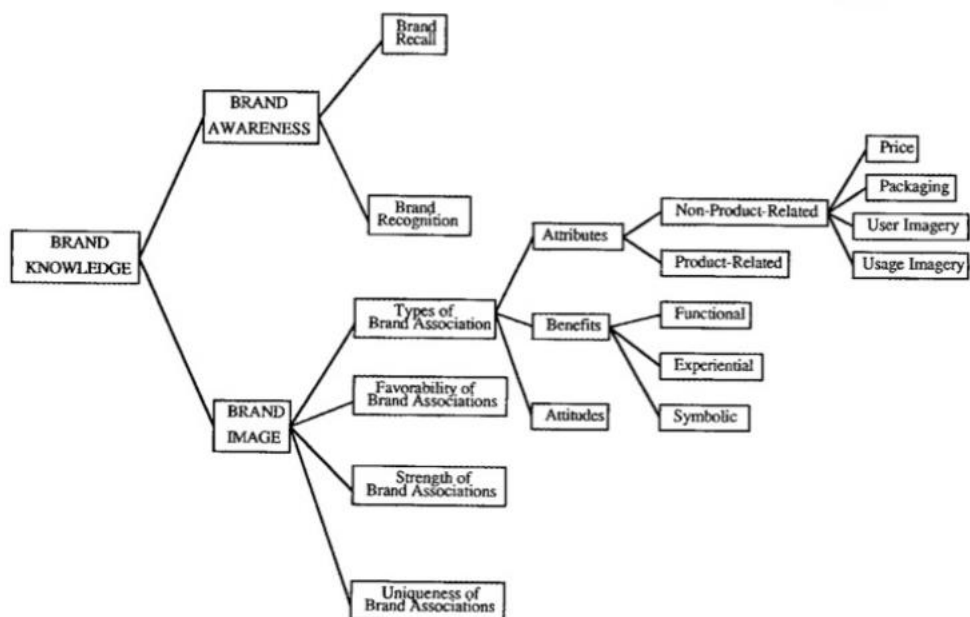 Brand
Recall
BRAND
AWARENESS
Brand
Recognition
BRAND
KNOWLEDGE
Price
Packaging
Non-Product-Related
User Imagery
Attributes
Product-Related
Usage Imagery
Types of
Brand Association
Benefits
Functional
Experiential
Favorability of
Brand Associations
Attitudes
Symbolic
BRAND
IMAGE
Strength of
Brand Associations
Uniqueness of
Brand Associations